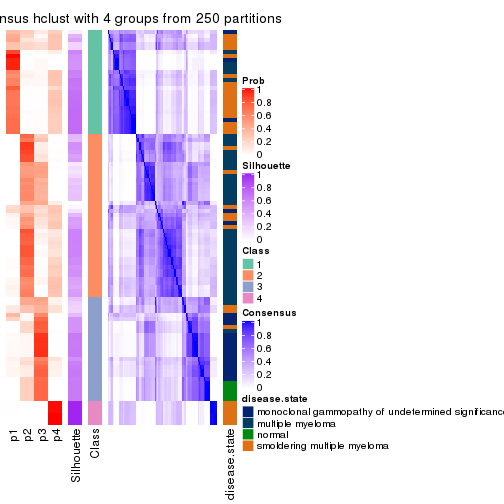 nsus hclust with 4 groups from 250 partitions
Prob
1
0.8
0.6
0.4
0.2
0
Silhouette
1
0.8
0.6
0.4
0.2
0
Class
1
2
3
4
Consensus
1
0.8
0.6
0.4
0.2
0
disease.state
monoclonal gammopathy of undetermined significance
multiple myeloma
normal
smoldering multiple myeloma
p1
p2
p3
p4
Silhouette
Class
disease.state